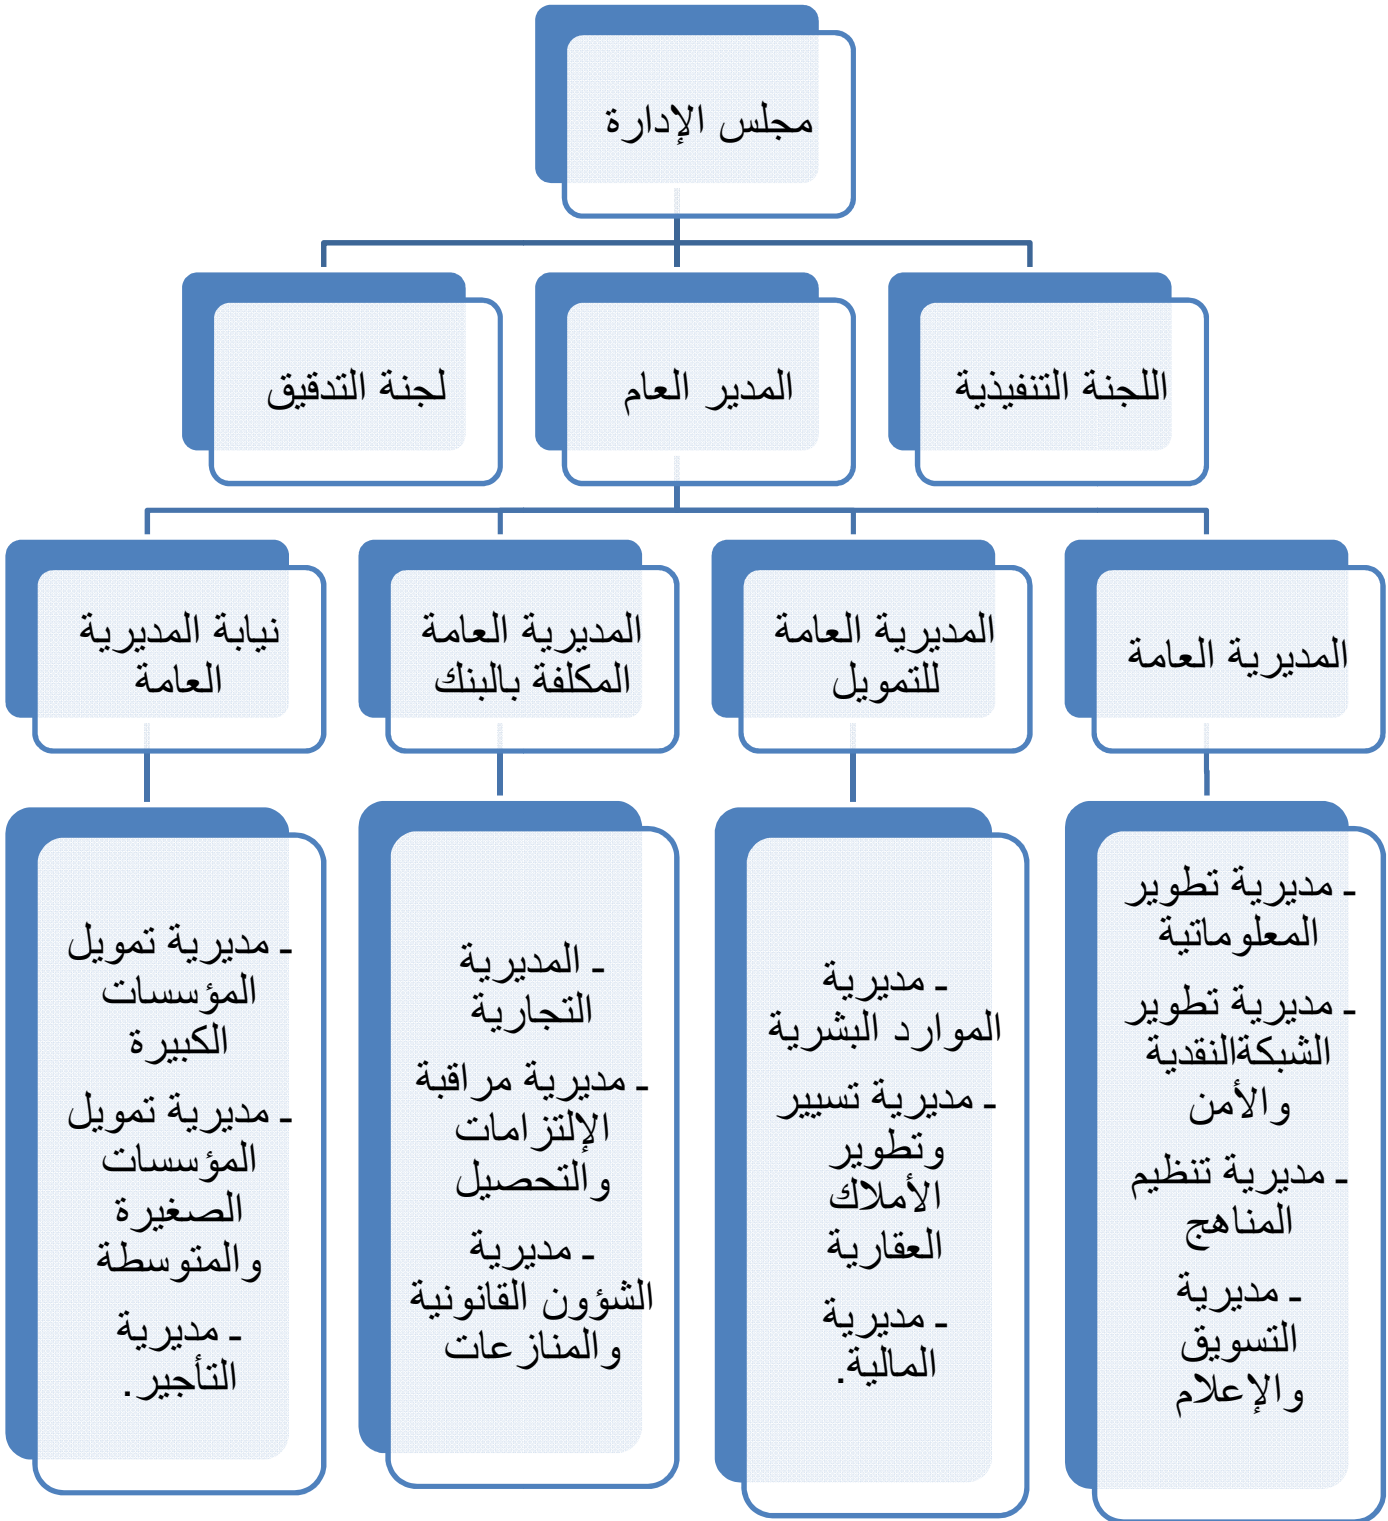 مجلس الإدارة
اللجنة التنفيذية
المدير العام
لجنة التدقيق
المديرية العامة
المديرية العامة
للتمويل
المديرية العامة
المكلفة بالبنك
نيابة المديرية
العامة
ـ مديرية تطوير
المعلوماتية
ـ مديرية تطوير
الشبكةالنقدية
والأمن
ـ مديرية تنظيم
المناهج
ـ مديرية
التسويق
والإعلام
ـ مديرية
الموارد البشرية
ـ مديرية تسيير
وتطوير
الأملاك
العقارية
ـ مديرية
المالية.
ـ المديرية
التجارية
ـ مديرية مراقبة
الإلتزامات
والتحصيل
ـ مديرية
الشؤون القانونية
والمنازعات
ـ مديرية تمويل
المؤسسات
الكبيرة
ـ مديرية تمويل
المؤسسات
الصغيرة
والمتوسطة
ـ مديرية
التأجير.